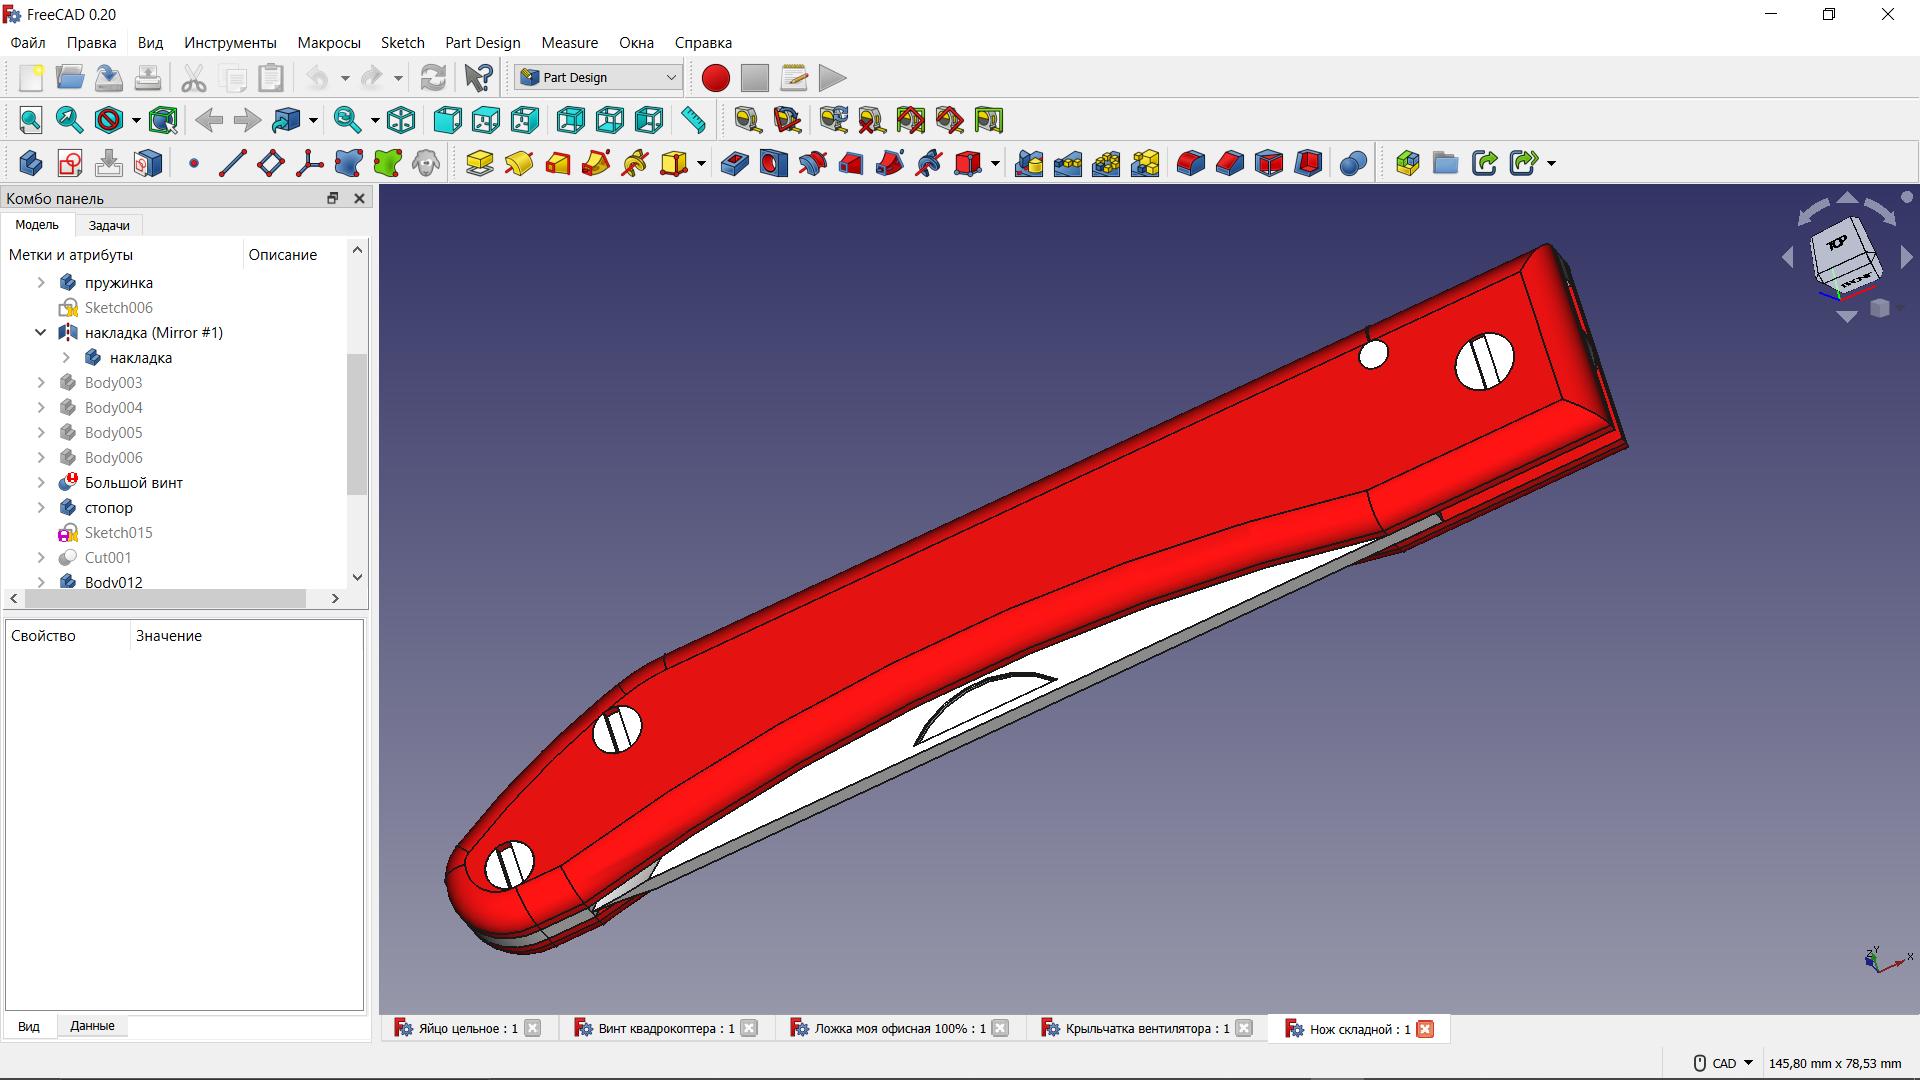 FreeCAD 0.20
Файл Правка Вид Инструменты Макросы Sketch Part Design Measure Окна Справка
Part Design
Комбо панель
Модель Задачи
Метки и атрибуты Описание
пружинка
Sketch006
накладка (Mirror #1)
накладка
Body003
Body004
Body005
Body006
Большой винт
стопор
Sketch015
Cut001
Body012
Свойство Значение
Вид Данные
TOP
Z Y X
Яйцо цельное : 1 Винт квадрокоптера : 1 Ложка моя офисная 100% : 1 Крыльчатка вентилятора : 1 Нож складной : 1
CAD 145,80 mm x 78,53 mm